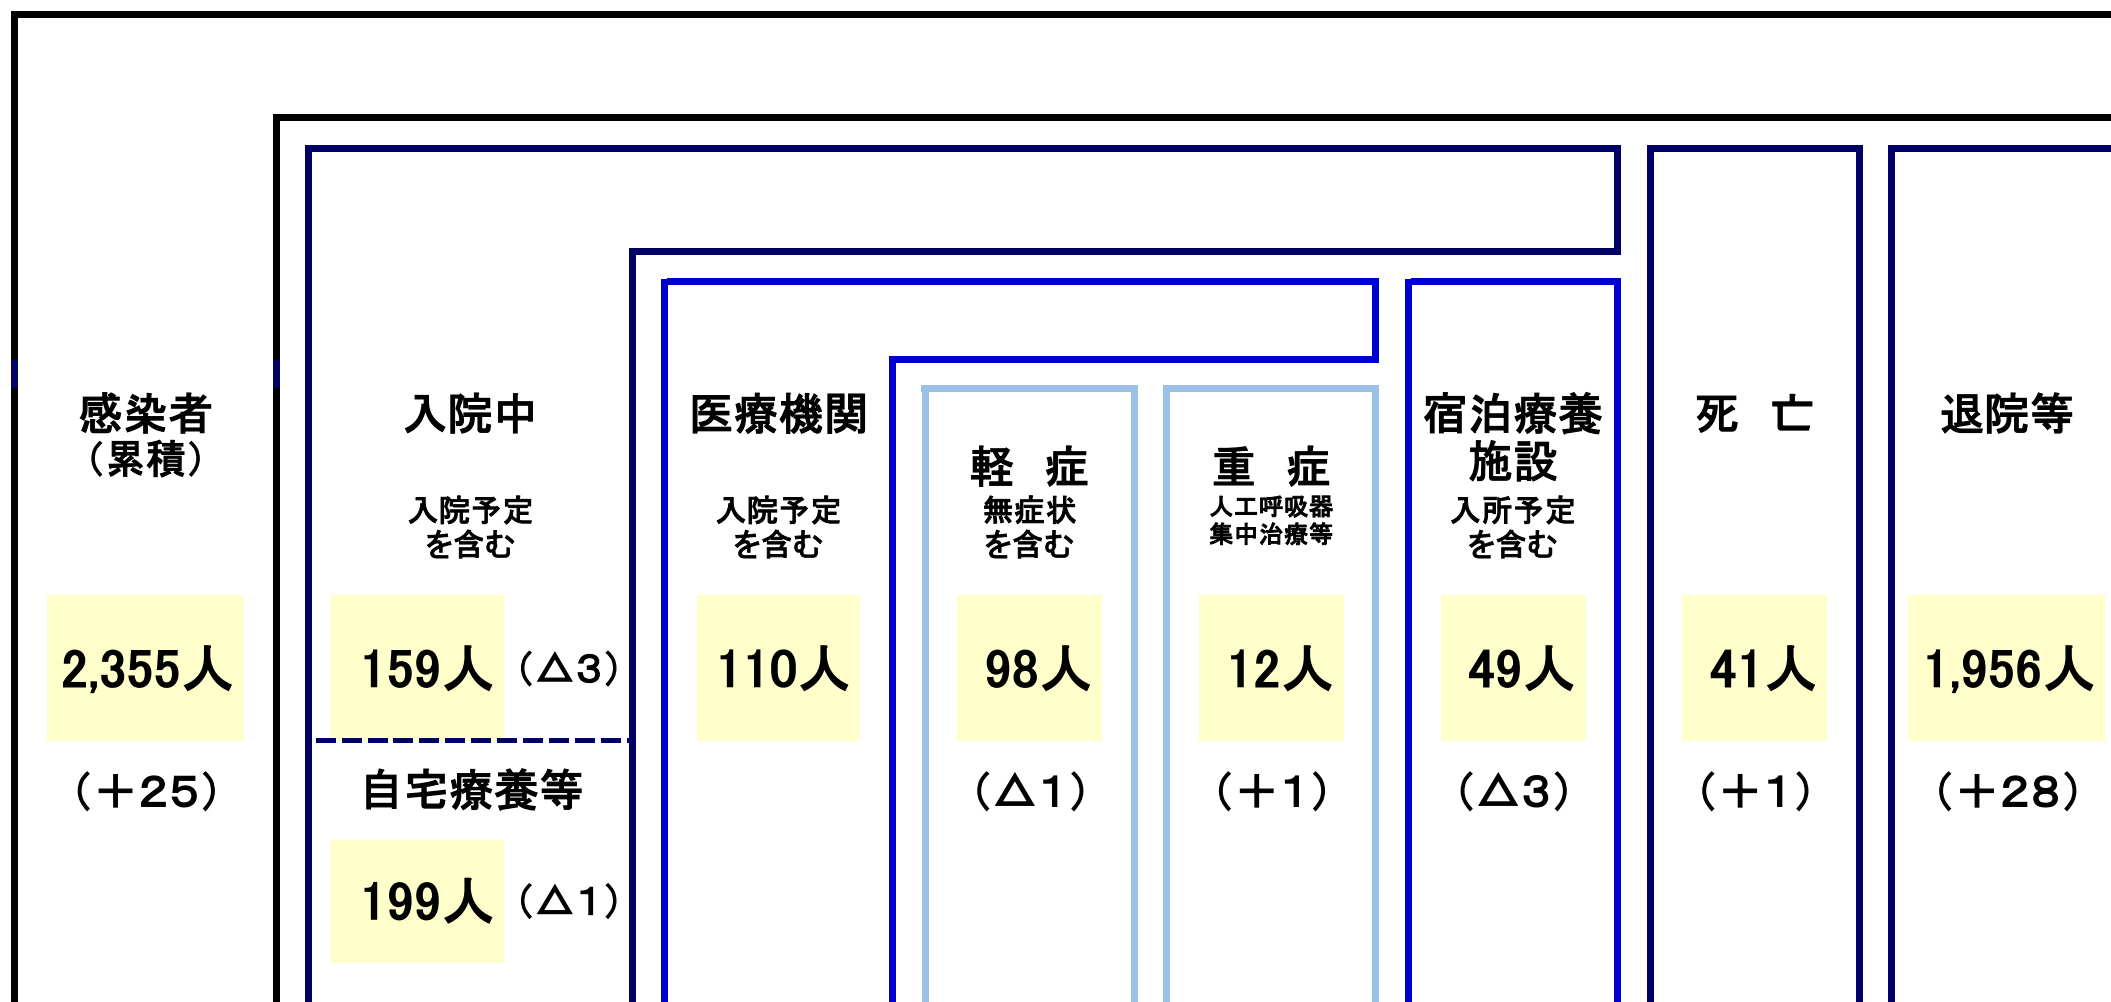 感染者
（累積）
2,355人
（＋25）
入院中
入院予定
を含む
159人（△3）
自宅療養等
199人（△1）
医療機関
入院予定
を含む
110人
軽　症
無症状
を含む
98人
（△1）
重　症
人工呼吸器
集中治療等
12人
（＋1）
宿泊療養
施設
入所予定
を含む
49人
（△3）
死　亡
41人
（＋1）
退院等
1,956人
（＋28）